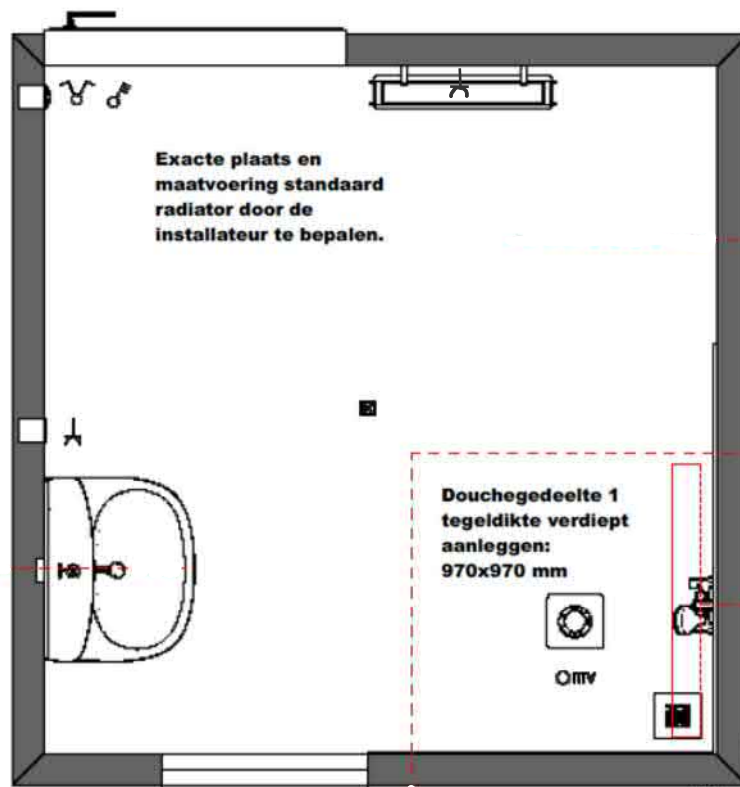 Exacte plaats en
maatvoering standaard
radiator door de
installateur te bepalen.
Douchegedeelte 1
tegeldikte verdiept
aanleggen:
970x970 mm
mv